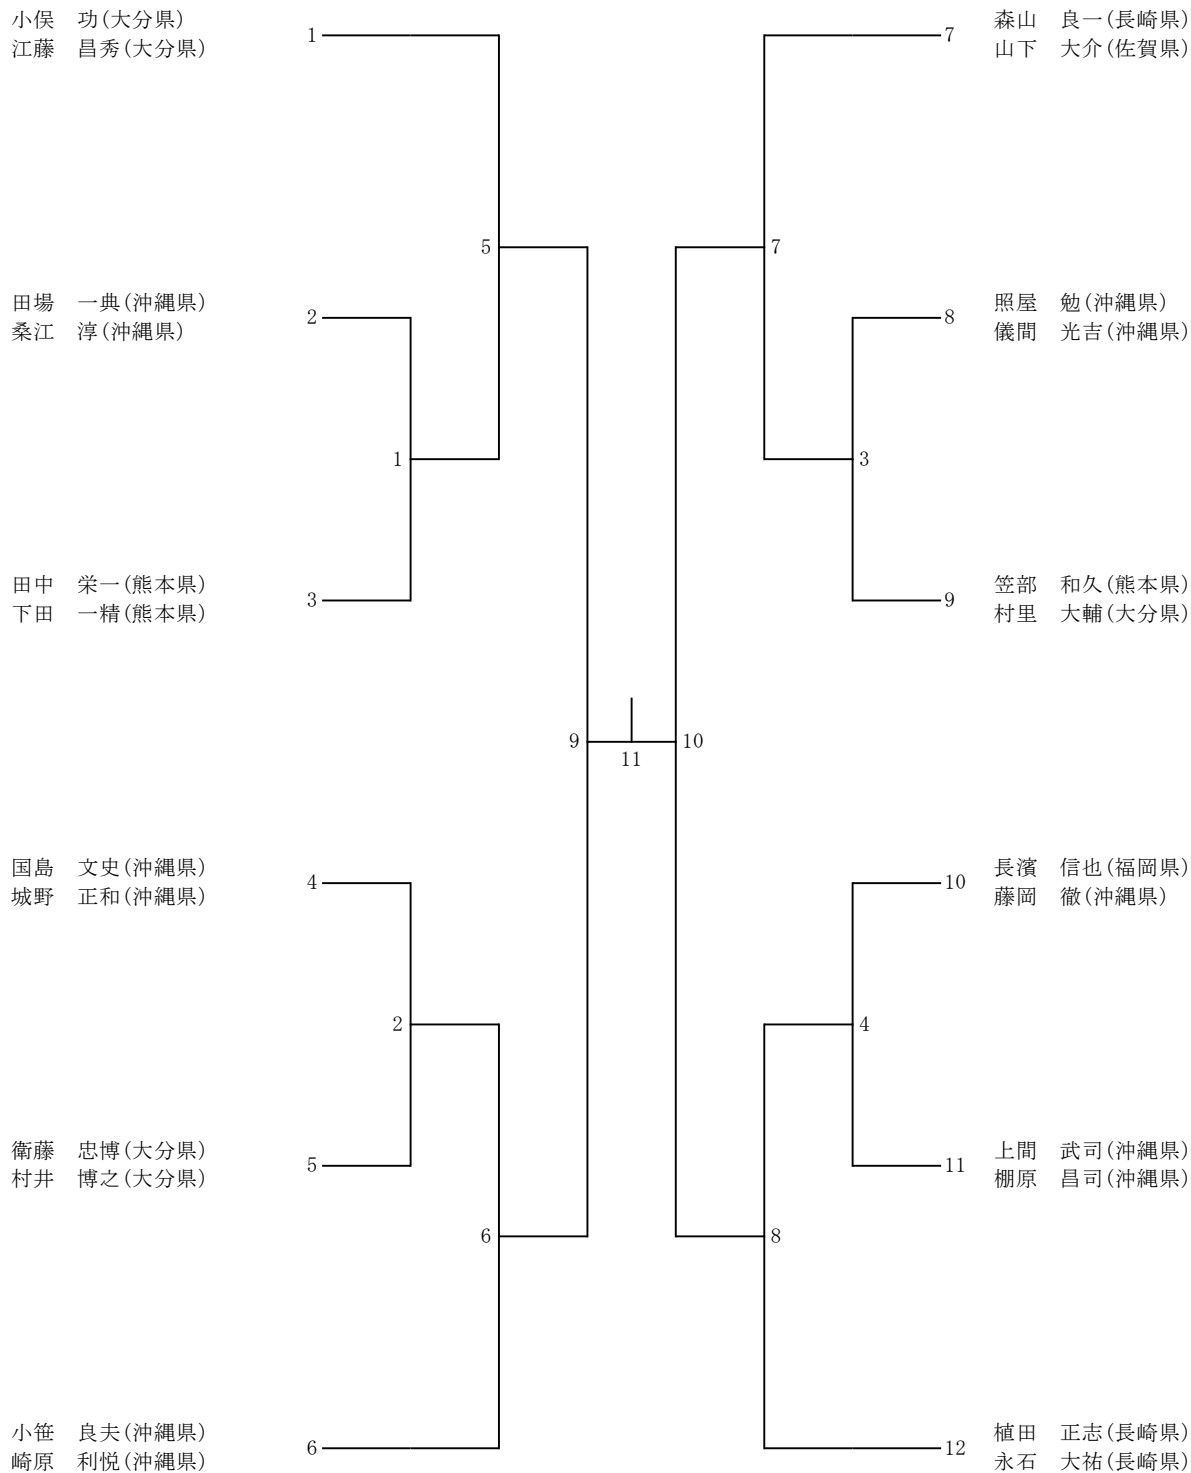 小俣　功(大分県)
江藤　昌秀(大分県)
1
森山　良一(長崎県)
山下　大介(佐賀県)
7
5
7
田場　一典(沖縄県)
桑江　淳(沖縄県)
2
照屋　勉(沖縄県)
儀間　光吉(沖縄県)
8
1
3
田中　栄一(熊本県)
下田　一精(熊本県)
3
笠部　和久(熊本県)
村里　大輔(大分県)
9
9
10
11
国島　文史(沖縄県)
城野　正和(沖縄県)
4
長濱　信也(福岡県)
藤岡　徹(沖縄県)
10
2
4
衛藤　忠博(大分県)
村井　博之(大分県)
5
上間　武司(沖縄県)
棚原　昌司(沖縄県)
11
6
8
小笹　良夫(沖縄県)
崎原　利悦(沖縄県)
6
植田　正志(長崎県)
永石　大祐(長崎県)
12